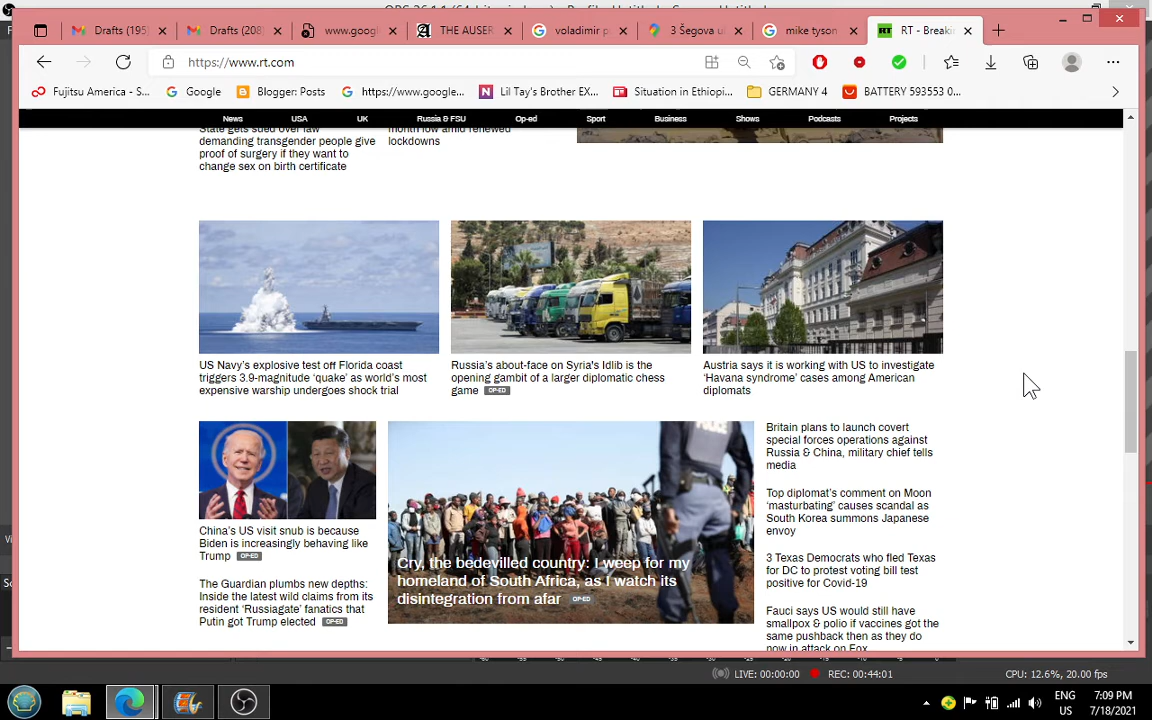 Drafts (195)
Drafts (208)
www.googl
THE AUSER
voladimir p
3 Šegova u
mike tyson
RT - Breakin
https://www.rt.com
Fujitsu America - S...
Google
Blogger: Posts
https://www.google...
Lil Tay's Brother EX...
Situation in Ethiopi...
GERMANY 4
BATTERY 593553 0...
News
USA
UK
Russia & FSU
Op-ed
Sport
Business
Shows
Podcasts
Projects
State gets sued over law
demanding transgender people give
proof of surgery if they want to
change sex on birth certificate
month low amid renewed
lockdowns
US Navy's explosive test off Florida coast
triggers 3.9-magnitude 'quake' as world's most
expensive warship undergoes shock trial
Russia's about-face on Syria's Idlib is the
opening gambit of a larger diplomatic chess
game OP-ED
Austria says it is working with US to investigate
'Havana syndrome' cases among American
diplomats
China's US visit snub is because
Biden is increasingly behaving like
Trump OP-ED
The Guardian plumbs new depths:
Inside the latest wild claims from its
resident 'Russiagate' fanatics that
Putin got Trump elected OP-ED
POLICE
Cry, the bedevilled country: I weep for my
homeland of South Africa, as I watch its
disintegration from afar OP-ED
Britain plans to launch covert
special forces operations against
Russia & China, military chief tells
media
Top diplomat's comment on Moon
'masturbating' causes scandal as
South Korea summons Japanese
envoy
3 Texas Democrats who fled Texas
for DC to protest voting bill test
positive for Covid-19
Fauci says US would still have
smallpox & polio if vaccines got the
same pushback then as they do
now in attack on Fox
LIVE: 00:00:00
REC: 00:44:01
CPU: 12.6%, 20.00 fps
ENG
US
7:09 PM
7/18/2021